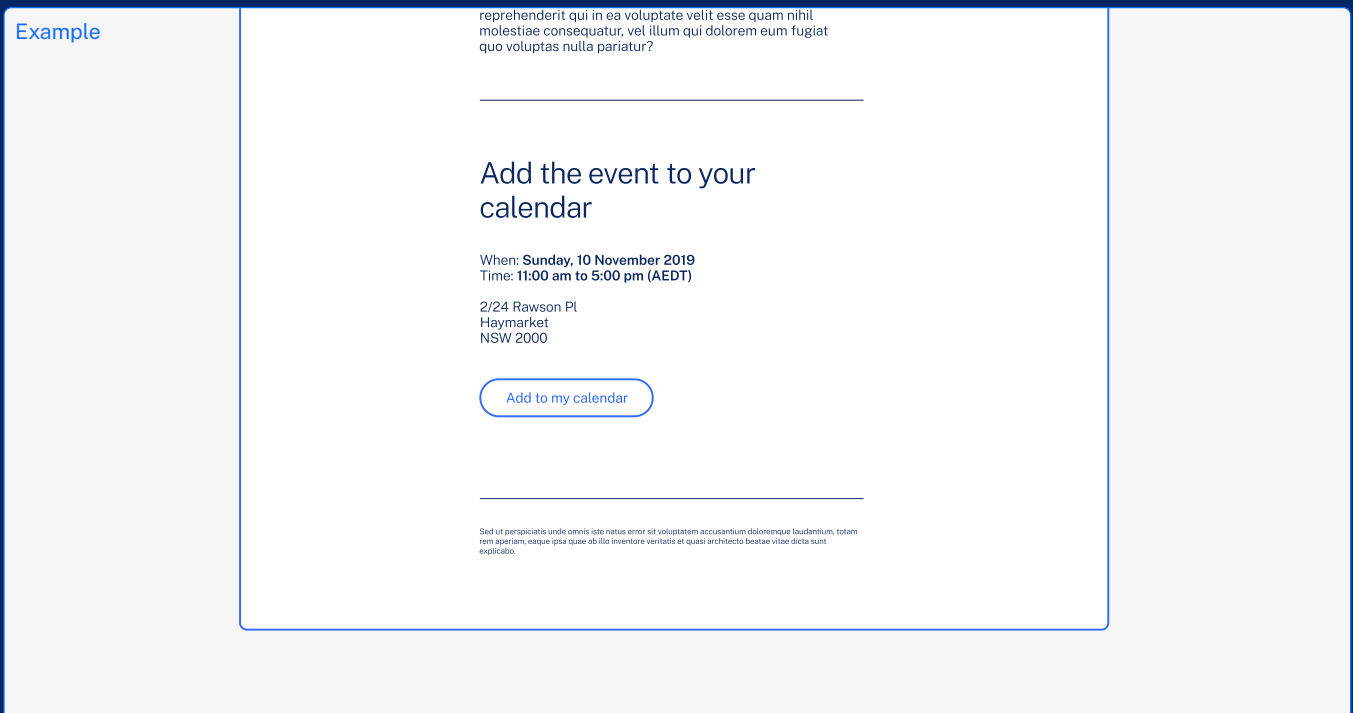 Example
reprehenderit qui in ea voluptate velit esse quam nihil
molestiae consequatur, vel illum qui dolorem eum fugiat
quo voluptas nulla pariatur?
Add the event to your
calendar
When: Sunday, 10 November 2019
Time: 11:00 am to 5:00 pm (AEDT)
2/24 Rawson Pl
Haymarket
NSW 2000
Add to my calendar
Sed ut perspiciatis unde omnis iste natus error sit voluptatem accusantium doloremque laudantium, totam
rem aperiam, eaque ipsa quae ab illo inventore veritatis et quasi architecto beatae vitae dicta sunt
explicabo.